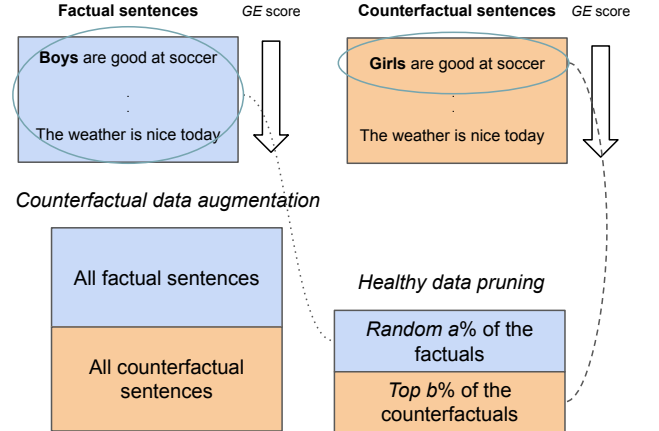 Factual sentences
GE score
Boys are good at soccer
.
.
The weather is nice today
Counterfactual sentences
GE score
Girls are good at soccer
.
.
The weather is nice today
Counterfactual data augmentation
All factual sentences
All counterfactual
sentences
Healthy data pruning
Random a% of the
factuals
Top b% of the
counterfactuals